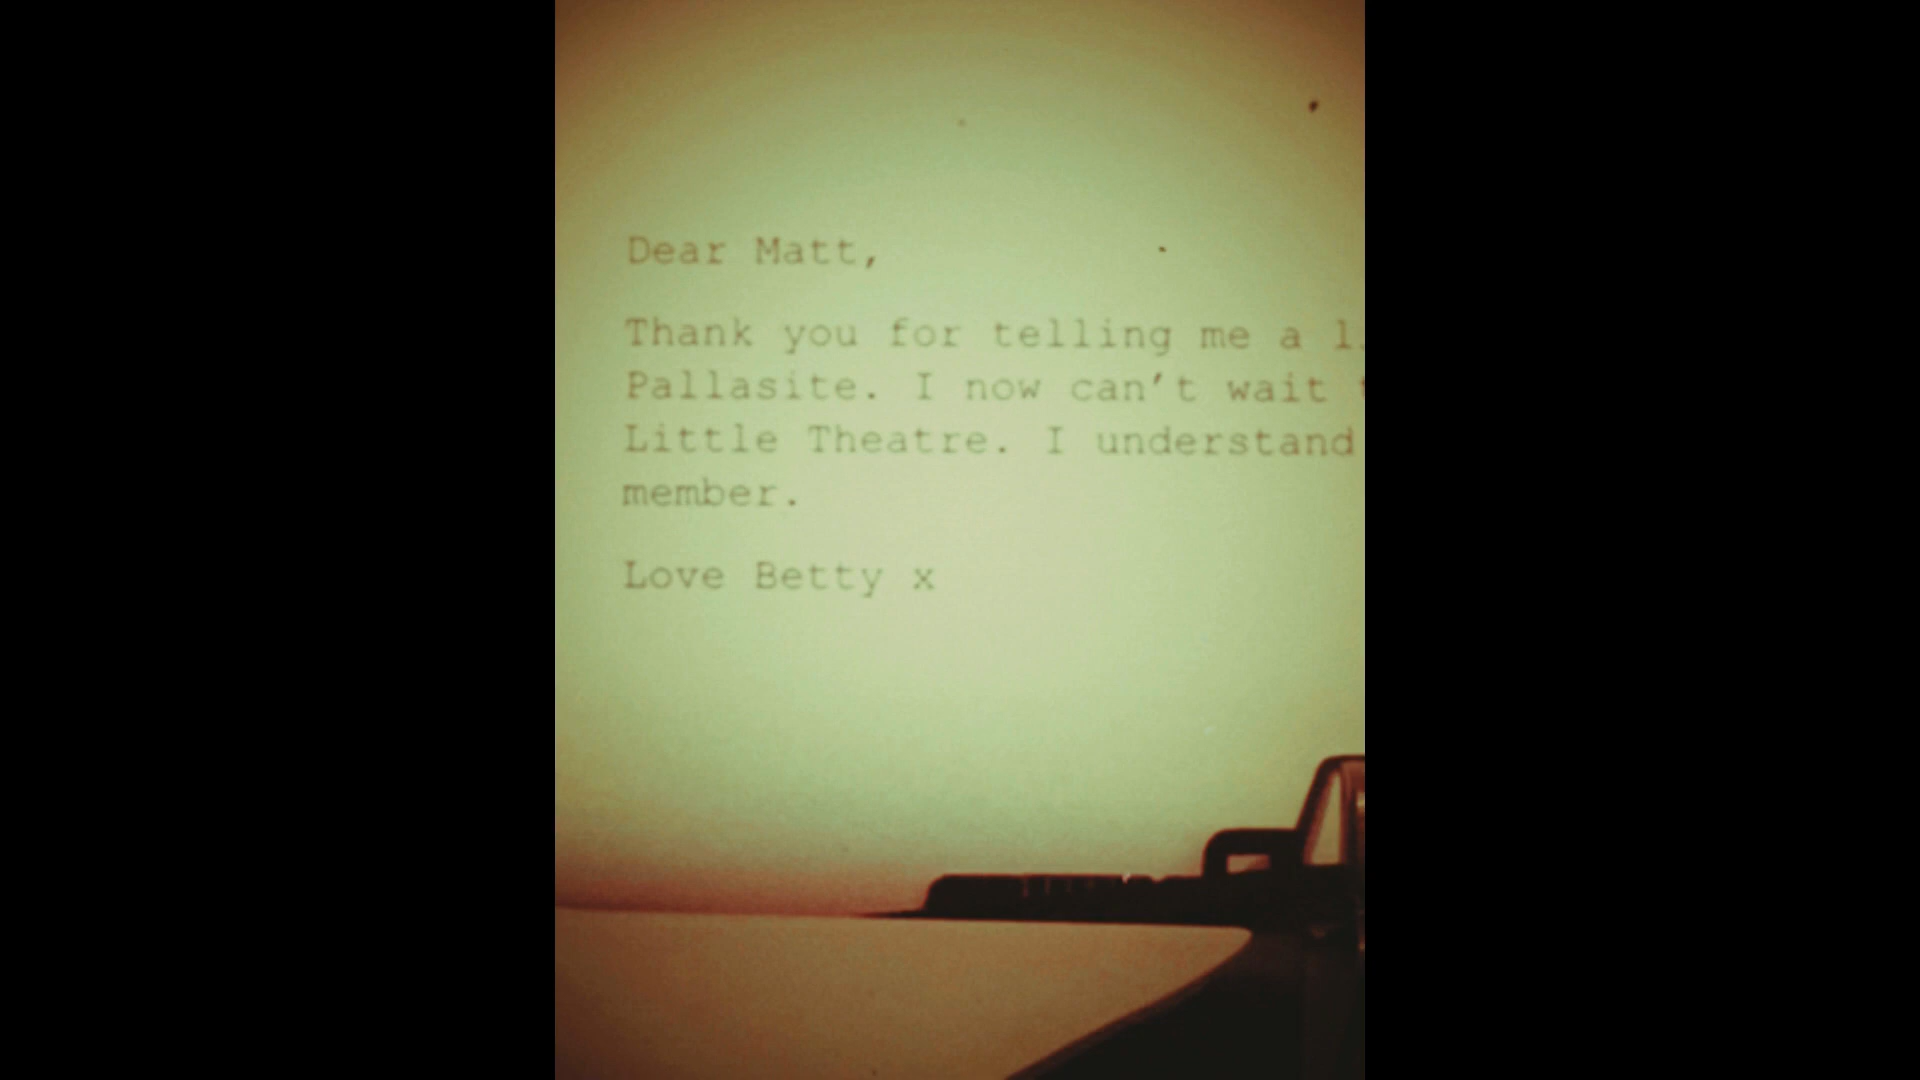 Dear Matt,
Thank you for telling me a
Pallasite. I now can't wait
Little Theatre. I understand
member.
Love Betty x